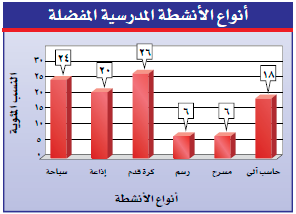 أنواع الأنشطة المدرسية المفضلة
النسب المئوية
٣٠
٢٥
٢٠
١٥
١٠
٥
٠
٢٤
٢٠
٢٦
٦
٦
١٨
سباحة
إذاعة
كرة قدم
رسم
مسرح
حاسب آلي
أنواع الأنشطة